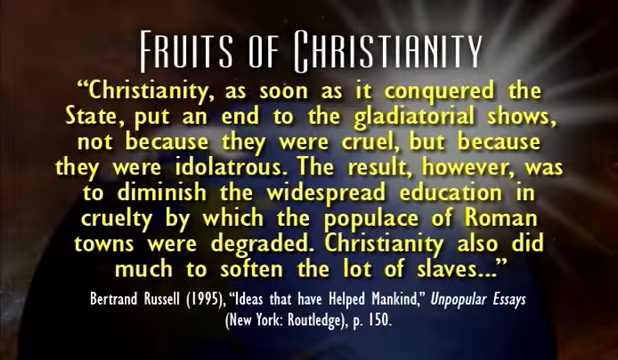 FRUITS OF CHRISTIANITY
“Christianity, as soon as it conquered the
State, put an end to the gladiatorial shows,
not because they were cruel, but because
they were idolatrous. The result, however, was
to diminish the widespread education in
cruelty by which the populace of Roman
towns were degraded. Christianity also did
much to soften the lot of slaves...”
Bertrand Russell (1995), “Ideas that have Helped Mankind,” Unpopular Essays
(New York: Routledge), p. 150.